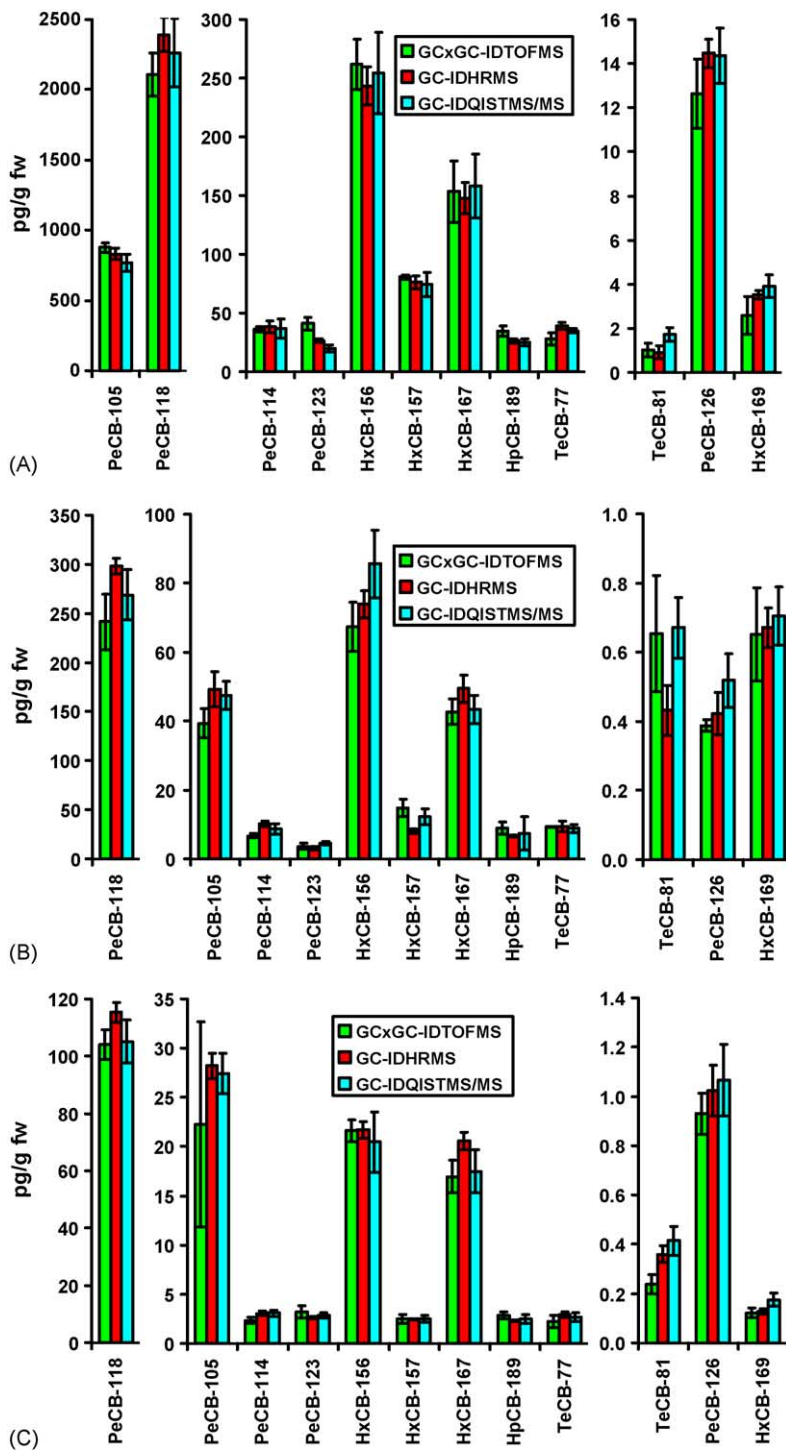 2500
2000
1500
1000
500
0
pg/g fw
PeCB-105
PeCB-118
300
250
200
150
100
50
0
GCxGC-IDTOFMS
GC-IDHRMS
GC-IDQISTMS/MS
PeCB-114
PeCB-123
HxCB-156
HxCB-157
HxCB-167
HpCB-189
TeCB-77
16
14
12
10
8
6
4
2
0
TeCB-81
PeCB-126
HxCB-169
(A)
350
300
250
200
150
100
50
0
pg/g fw
PeCB-118
100
80
60
40
20
0
GCxGC-IDTOFMS
GC-IDHRMS
GC-IDQISTMS/MS
PeCB-105
PeCB-114
PeCB-123
HxCB-156
HxCB-157
HxCB-167
HpCB-189
TeCB-77
1.0
0.8
0.6
0.4
0.2
0.0
TeCB-81
PeCB-126
HxCB-169
(B)
120
100
80
60
40
20
0
pg/g fw
PeCB-118
35
30
25
20
15
10
5
0
GCxGC-IDTOFMS
GC-IDHRMS
GC-IDQISTMS/MS
PeCB-105
PeCB-114
PeCB-123
HxCB-156
HxCB-157
HxCB-167
HpCB-189
TeCB-77
1.4
1.2
1.0
0.8
0.6
0.4
0.2
0.0
TeCB-81
PeCB-126
HxCB-169
(C)